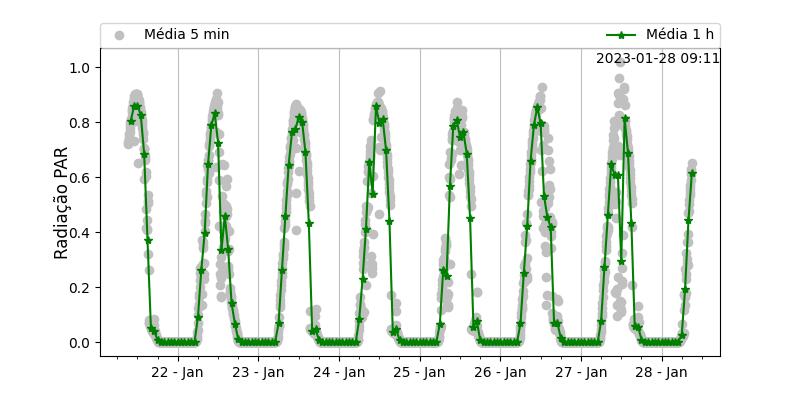 Média 5 min
Média 1 h
2023-01-28 09:11
1.0
0.8
0.6
0.4
0.2
0.0
Radiação PAR
22 - Jan
23 - Jan
24 - Jan
25 - Jan
26 - Jan
27 - Jan
28 - Jan